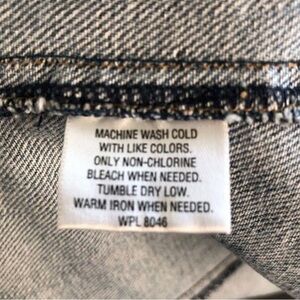 MACHINE WASH COLD
WITH LIKE COLORS.
ONLY NON-CHLORINE
BLEACH WHEN NEEDED.
TUMBLE DRY LOW.
WARM IRON WHEN NEEDED.
WPL 8046